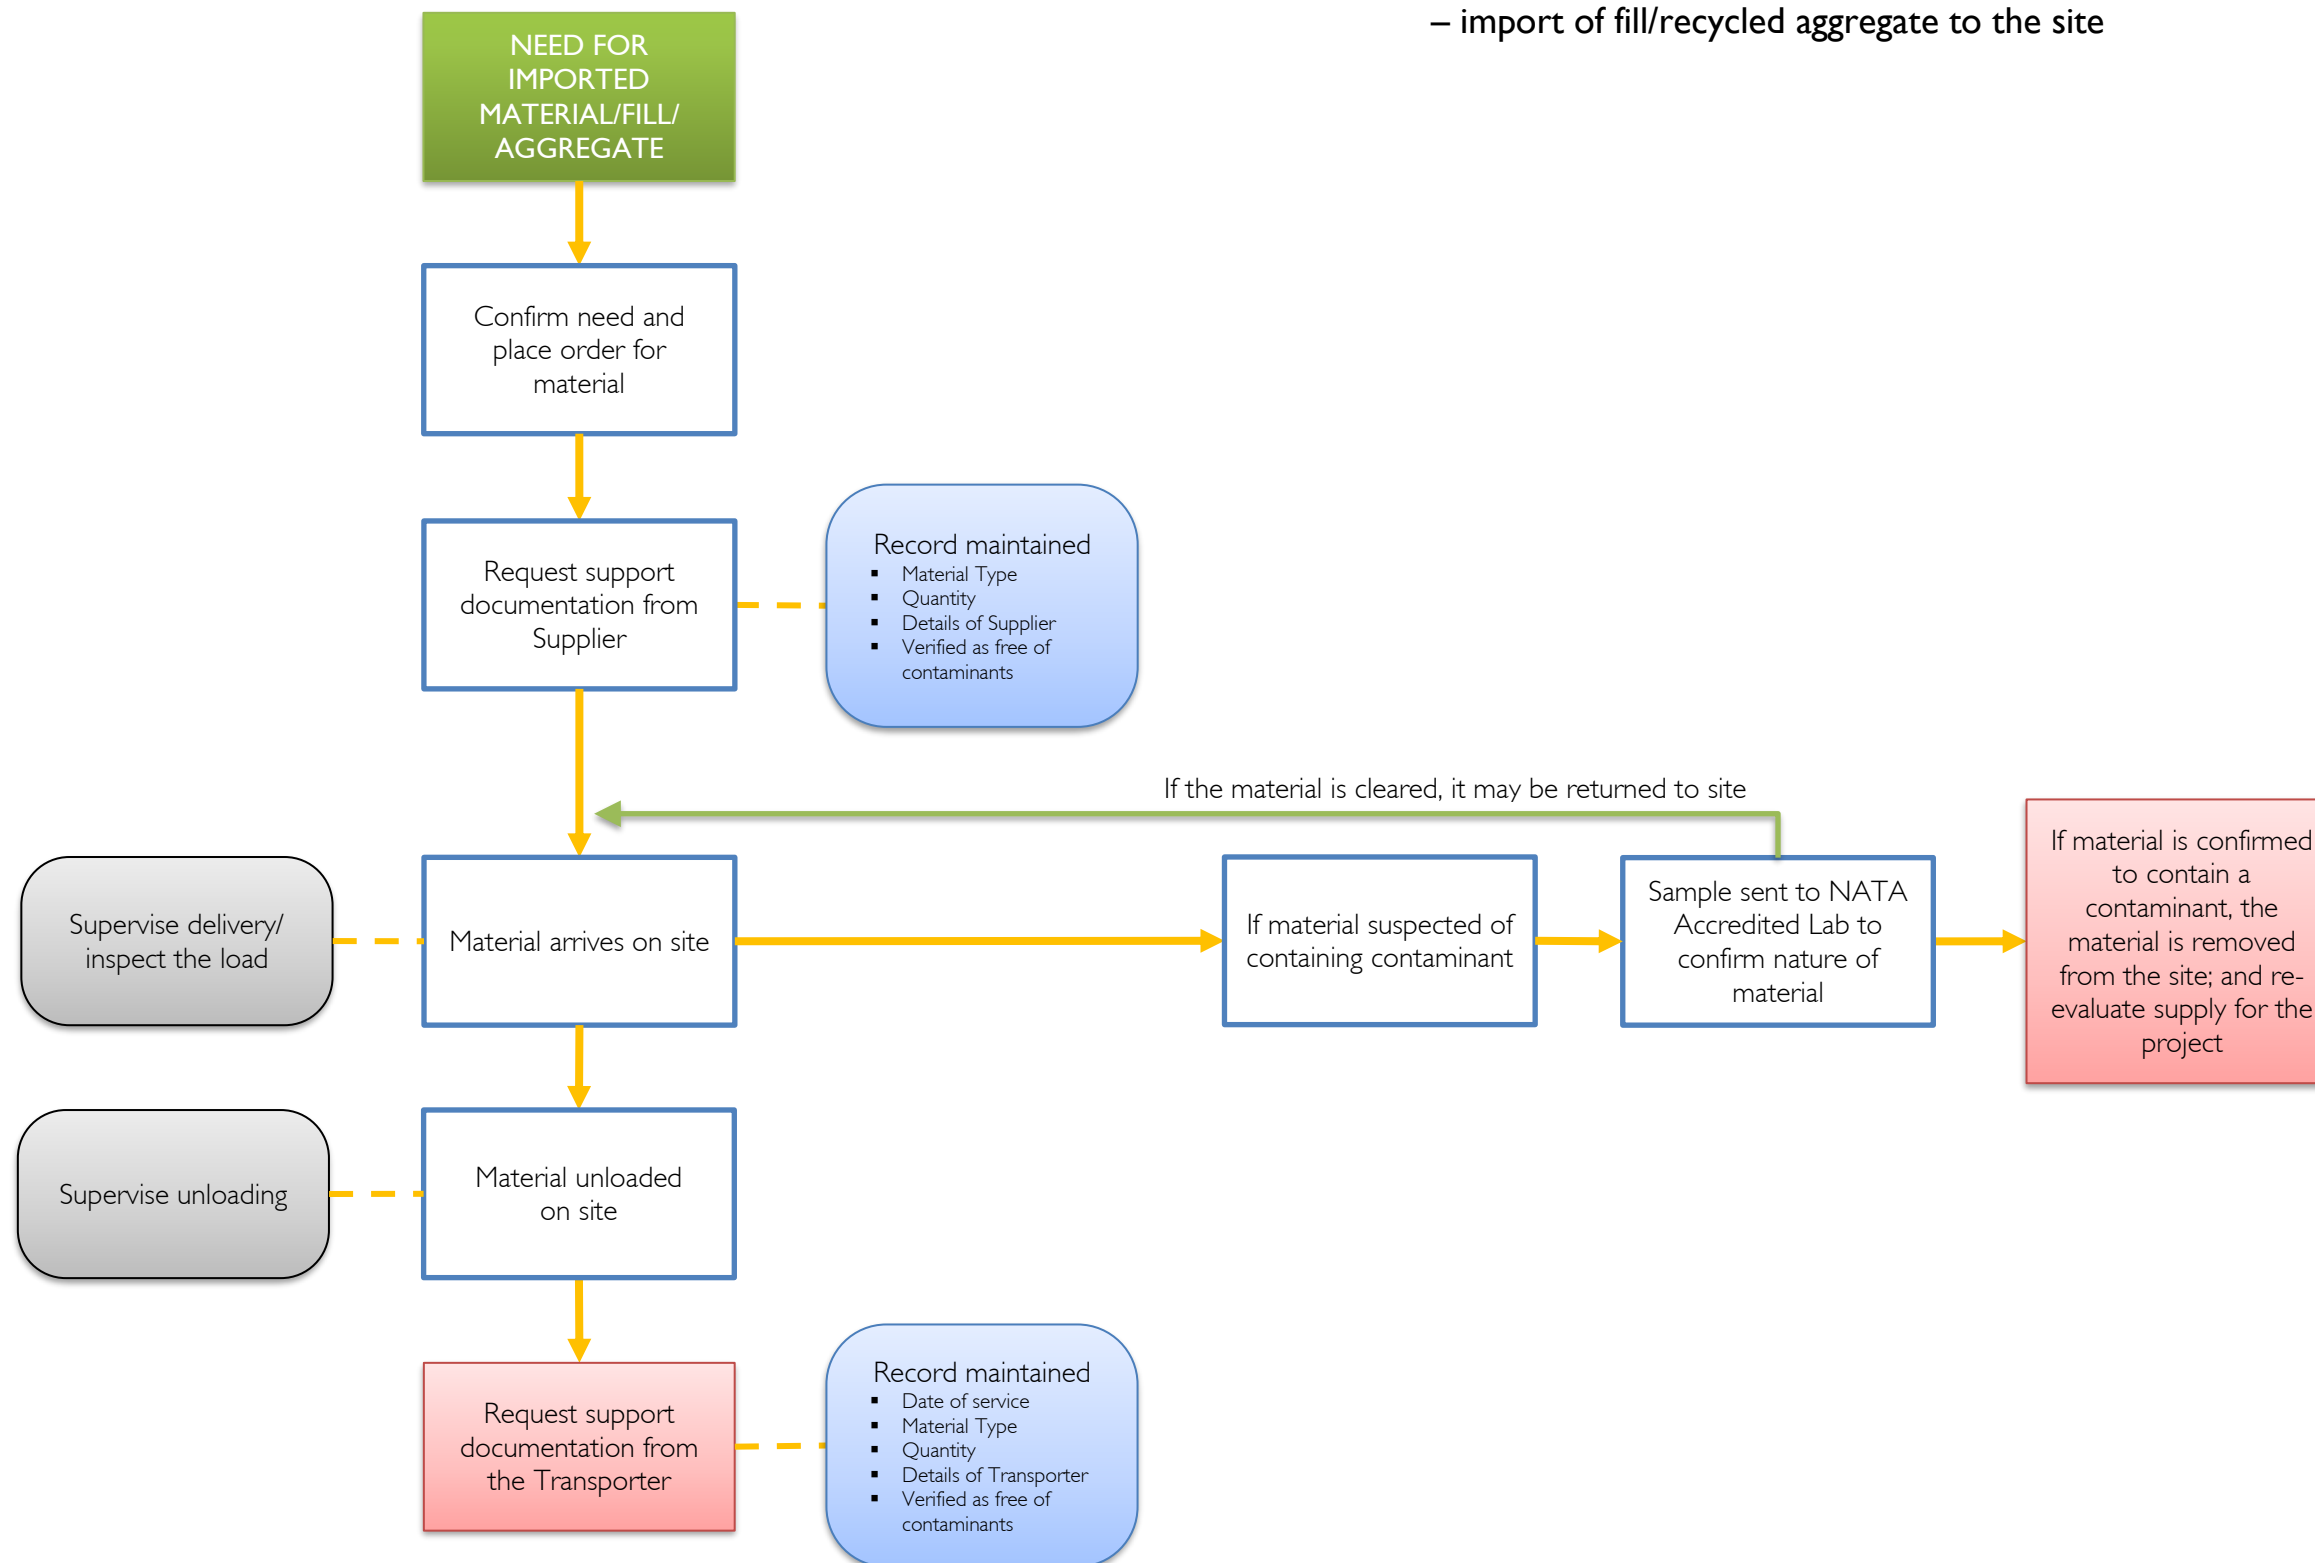 – import of fill/recycled aggregate to the site
NEED FOR
IMPORTED
MATERIAL/FILL/
AGGREGATE
Confirm need and
place order for
material
Request support
documentation from
Supplier
Record maintained
▪ Material Type
▪ Quantity
▪ Details of Supplier
▪ Verified as free of
contaminants
If the material is cleared, it may be returned to site
Supervise delivery/
inspect the load
Material arrives on site
If material suspected of
containing contaminant
Sample sent to NATA
Accredited Lab to
confirm nature of
material
If material is confirmed
to contain a
contaminant, the
material is removed
from the site; and re-
evaluate supply for the
project
Supervise unloading
Material unloaded
on site
Request support
documentation from
the Transporter
Record maintained
▪ Date of service
▪ Material Type
▪ Quantity
▪ Details of Transporter
▪ Verified as free of
contaminants